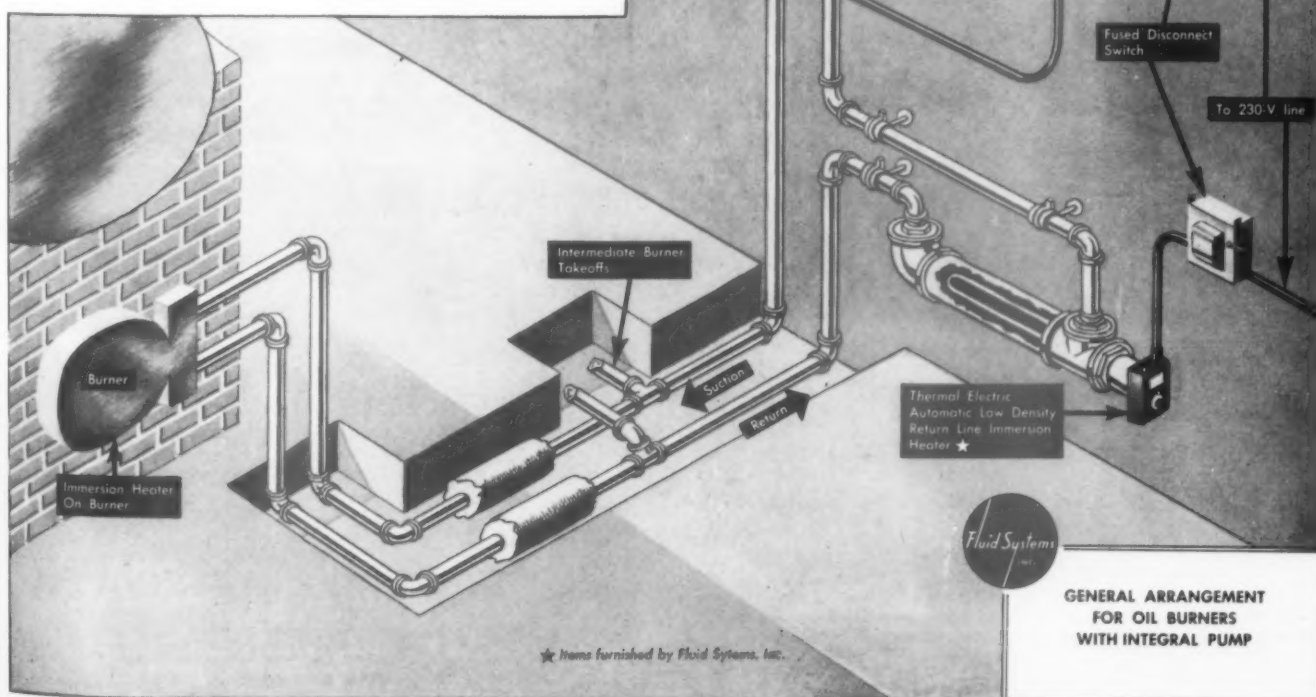 Fused Disconnect
Switch
To 230-V line
Intermediate Burner
Takeoffs
Burner
Suction
Return
Thermal Electric
Automatic Low Density
Return Line Immersion
Heater ★
Immersion Heater
On Burner
Fluid Systems
INC.
GENERAL ARRANGEMENT
FOR OIL BURNERS
WITH INTEGRAL PUMP
★ Items furnished by Fluid Sytems, Inc.